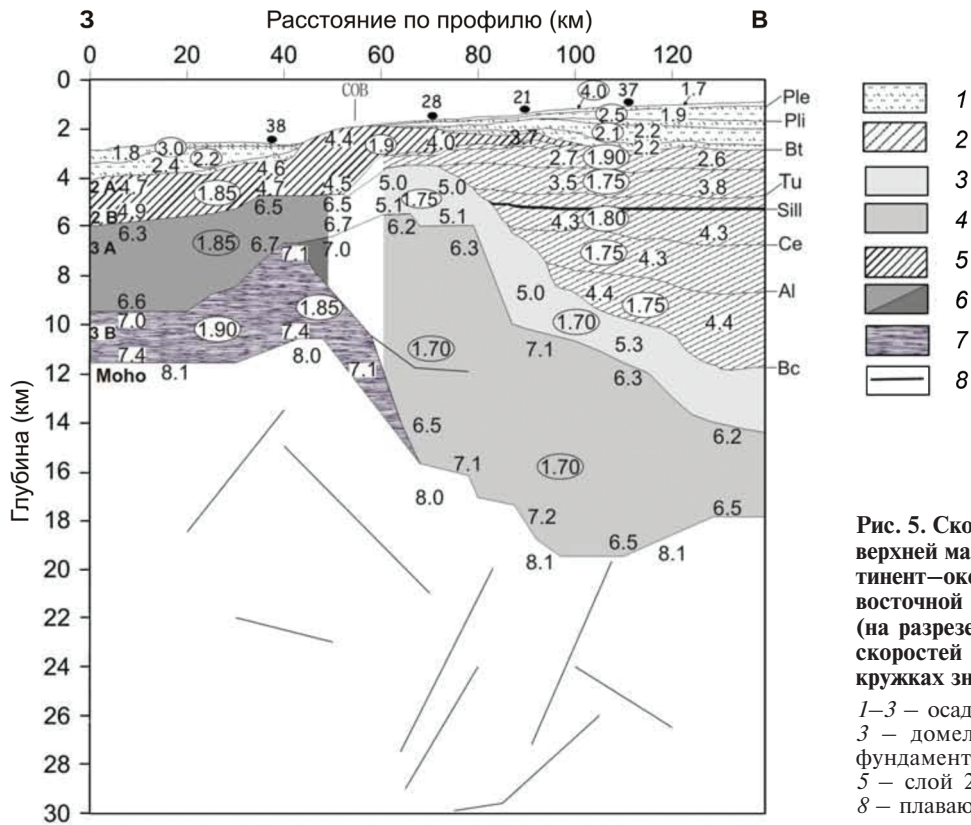 З Расстояние по профилю (км) В
0 20 40 60 80 100 120
Глубина (км)
0
2
4
6
8
10
12
14
16
18
20
22
24
26
28
30
COB
38 28 21 37
4.0 1.7
Ple
2.5 1.9
Pli
1.8 3.0 4.4 1.9 4.0 3.7 2.1 2.2
2.2
Bt
2.4 2.2 4.6 2.7 1.90 2.6
2 A 4.7 1.85 4.7 4.5 5.0 5.0 3.5 1.75 3.8
Tu
1.75
2 B 4.9 6.5 6.5 5.1 5.1
Sill
4.3 1.80 4.3
6.3 6.7 6.2
Ce
3 A 1.85 6.7 7.1 7.0 6.3 1.75 4.3
Al
6.6 1.85 5.0 4.4 1.75
7.0 1.90 7.4 1.70 4.4
3 B
7.4 8.0 1.70 7.1 5.3
Bc
Moho 8.1 7.1 6.3
6.5 6.2
7.1 1.70
8.0 7.2 6.5 6.5
8.1 8.1
1
2
3
4
5
6
7
8
Рис. 5. Ско
верхней ма
тинент—оке
восточной
(на разрезе
скоростей
кружках зн
1—3 — осад
3 — домел
фундамент
5 — слой 2
8 — плаваю